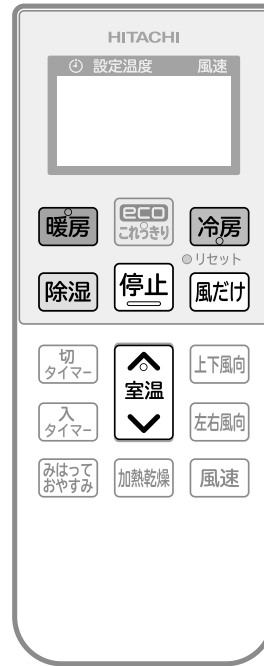 HITACHI
設定温度 風速
暖房
eco
これっきり
冷房
リセット
除湿
停止
風だけ
切
タイマー
室温
上下風向
入
タイマー
左右風向
みはって
おやすみ
加熱乾燥
風速